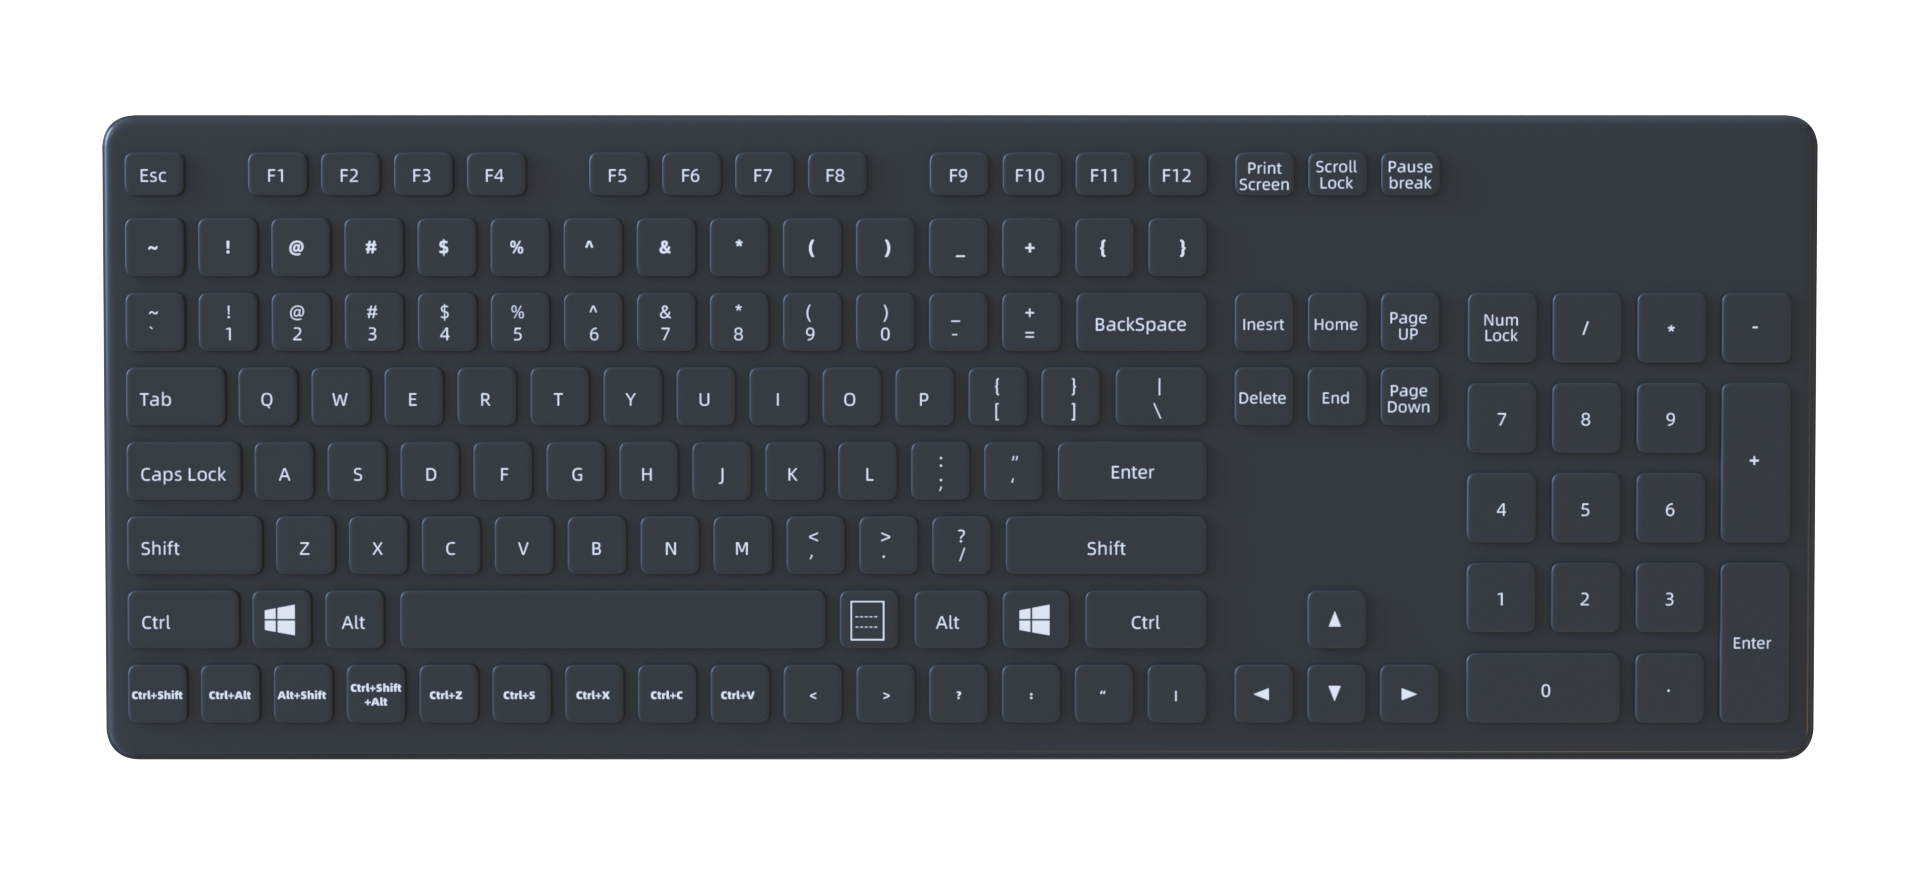 Esc F1 F2 F3 F4 F5 F6 F7 F8 F9 F10 F11 F12 Print Screen Scroll Lock Pause break
~ ! @ # $ % ^ & * ( ) _ + { }
~ ! @ # $ % ^ & * ( ) _ +
` 1 2 3 4 5 6 7 8 9 0 - = BackSpace Inesrt Home Page UP Num Lock / * -
Tab Q W E R T Y U I O P { [ } ] | \ Delete End Page Down 7 8 9 +
Caps Lock A S D F G H J K L : ; " ' Enter 4 5 6
Shift Z X C V B N M < , > . ? / Shift 1 2 3 Enter
Ctrl Alt Alt Ctrl ▲
Ctrl+Shift Ctrl+Alt Alt+Shift Ctrl+Shift +Alt Ctrl+Z Ctrl+S Ctrl+X Ctrl+C Ctrl+V < > ? : “ | ◀ ▼ ▶ 0 .